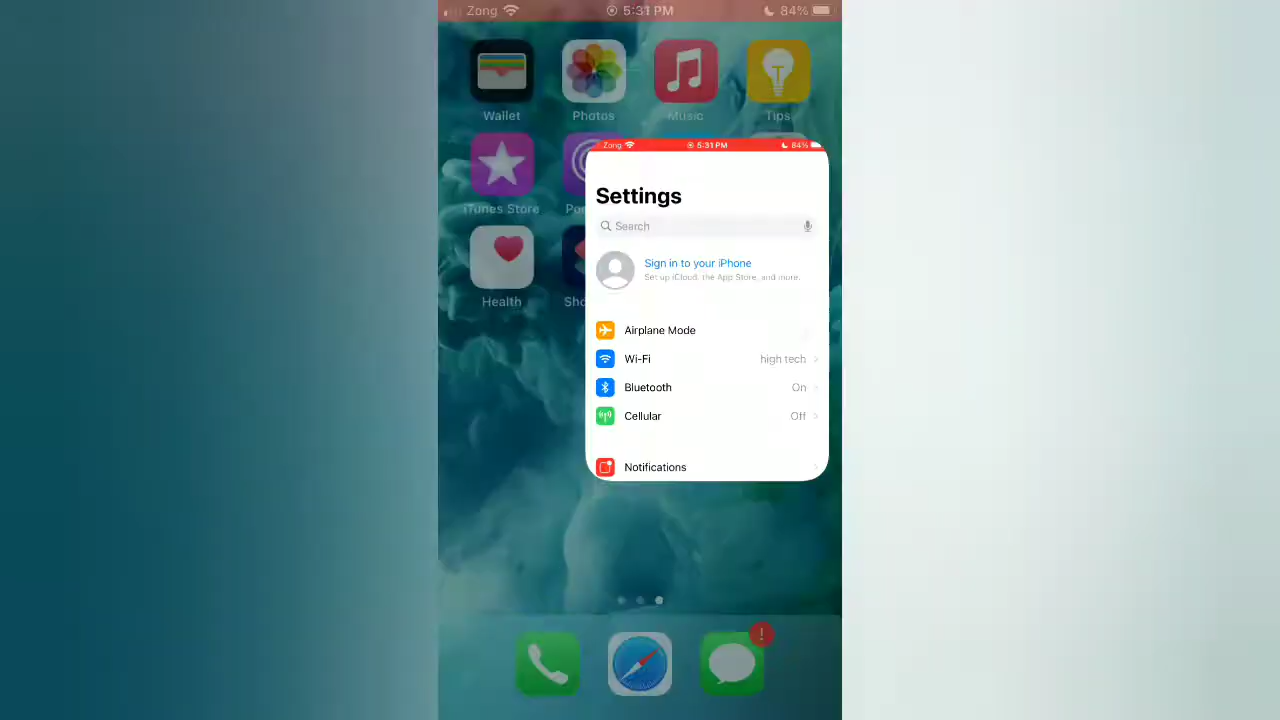 Zong 5:31 PM 84%
Wallet Photos Music Tips
iTunes Store
Health
Zong 5:31 PM 84%
Settings
Search
Sign in to your iPhone
Set up iCloud, the App Store, and more.
Airplane Mode
Wi-Fi high tech
Bluetooth On
Cellular Off
Notifications
!